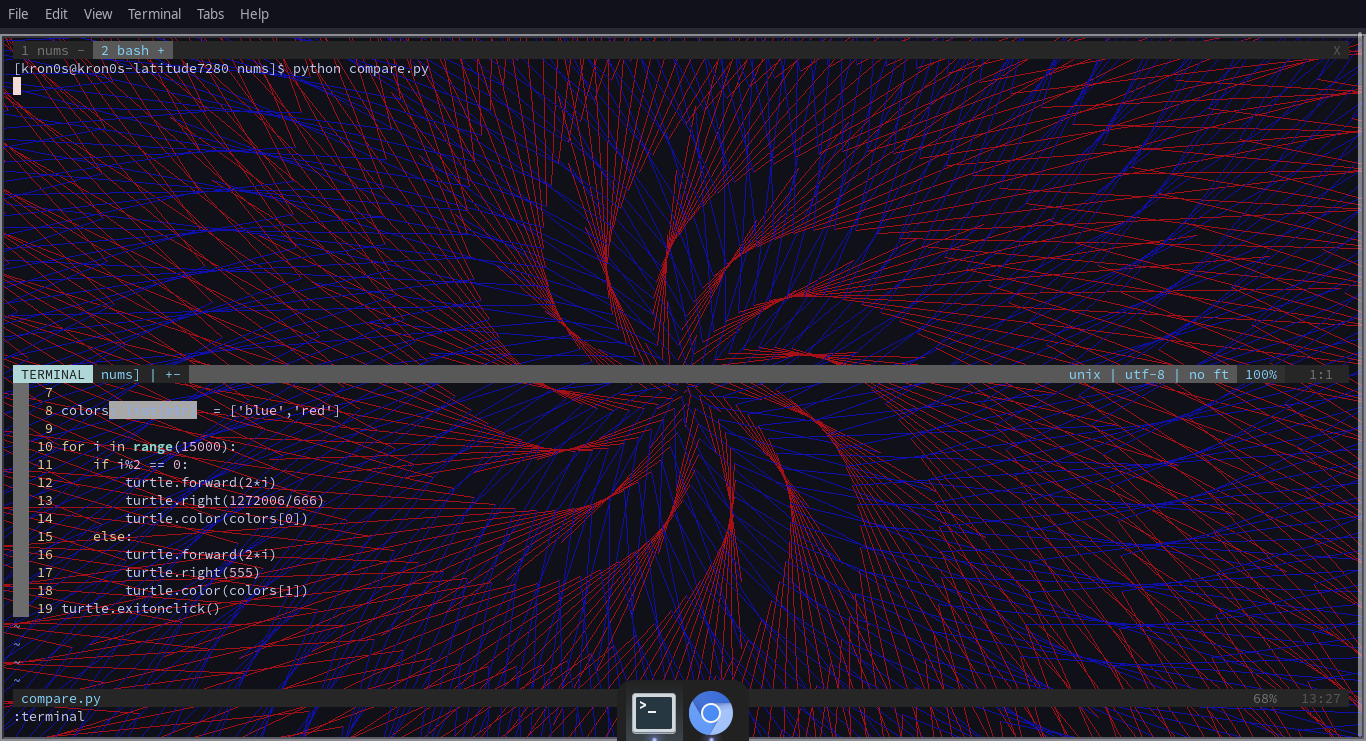 File Edit View Terminal Tabs Help
1 nums - 2 bash + X
[kron0s@kron0s-latitude7280 nums]$ python compare.py
TERMINAL nums] | +- unix | utf-8 | no ft 100% 1:1
7
8 colors = ['blue','red']
9
10 for i in range(15000):
11 if i%2 == 0:
12 turtle.forward(2*i)
13 turtle.right(1272006/666)
14 turtle.color(colors[0])
15 else:
16 turtle.forward(2*i)
17 turtle.right(555)
18 turtle.color(colors[1])
19 turtle.exitonclick()
~
~
~
~
compare.py 68% 13:27
:terminal
>_